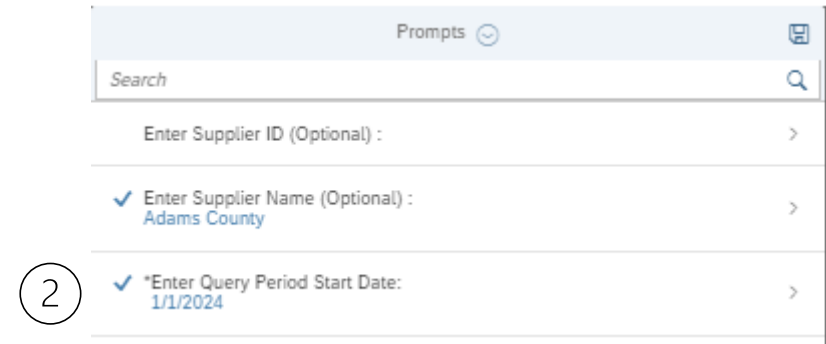 Prompts
Search
Enter Supplier ID (Optional) :
Enter Supplier Name (Optional) :
Adams County
2
*Enter Query Period Start Date:
1/1/2024